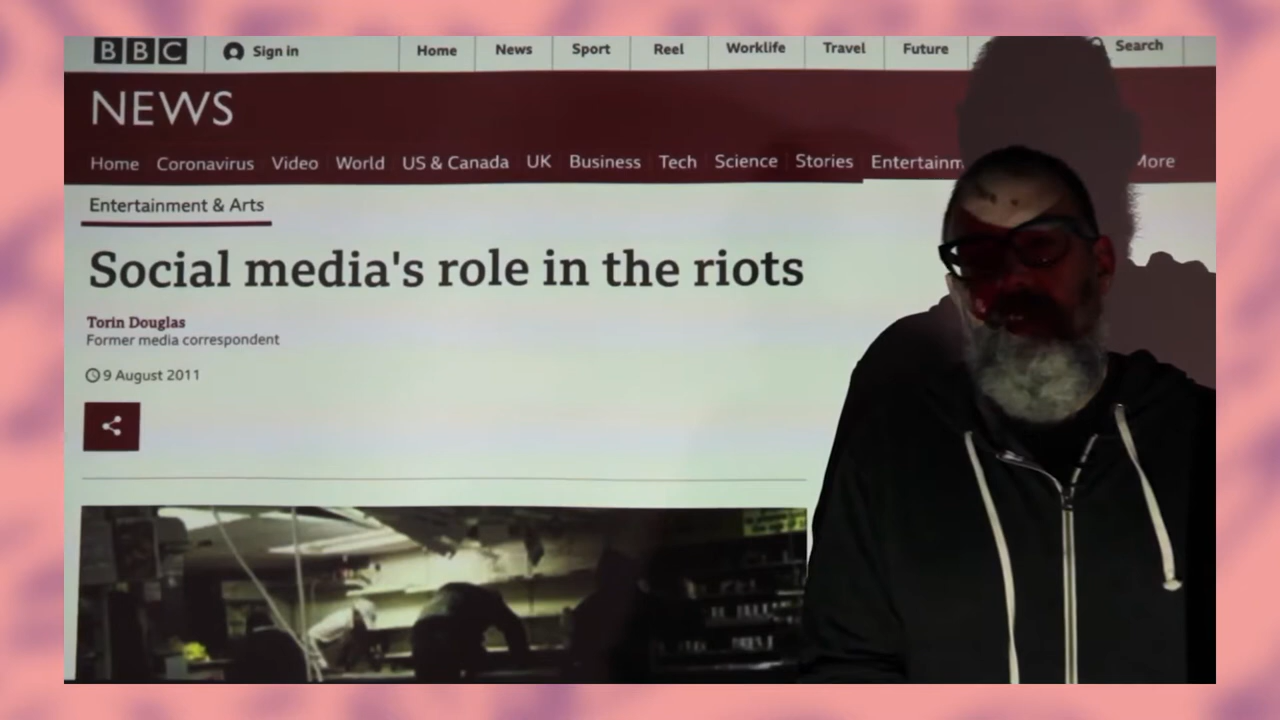 BBC Sign in Home News Sport Reel Worklife Travel Future Search
NEWS
Home Coronavirus Video World US & Canada UK Business Tech Science Stories Entertainm More
Entertainment & Arts
Social media's role in the riots
Torin Douglas
Former media correspondent
9 August 2011